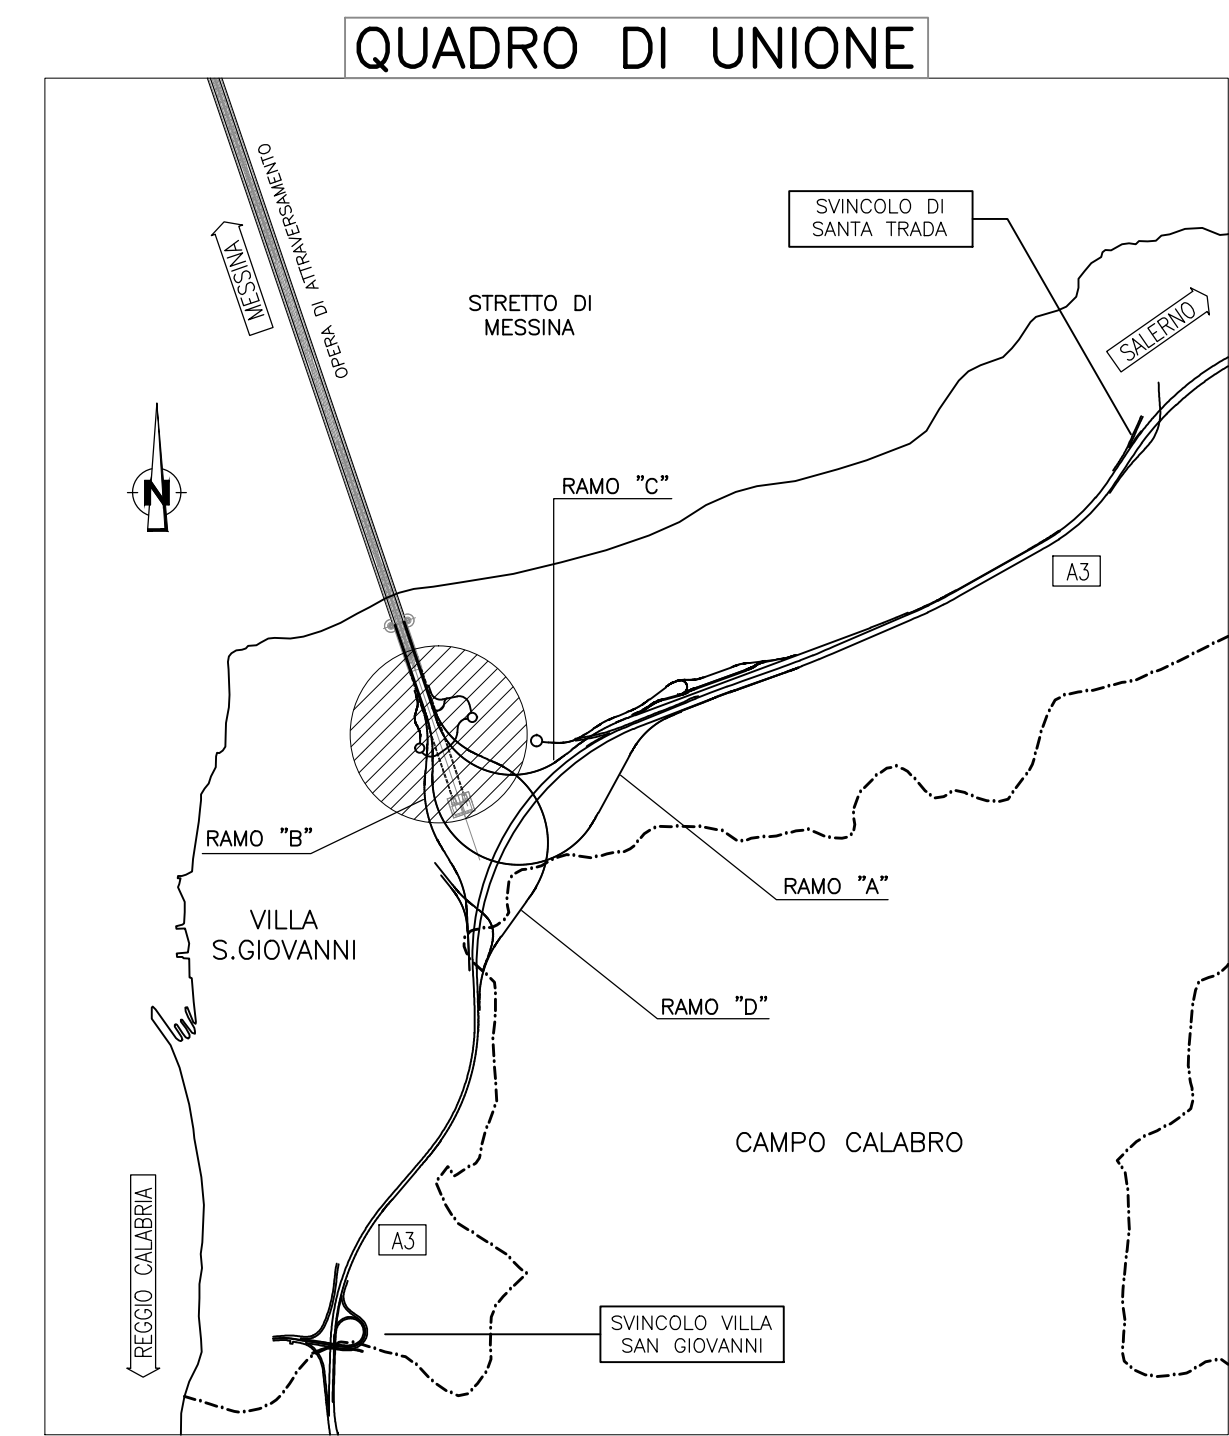 QUADRO DI UNIONE
OPERA DI ATTRAVERSAMENTO
MESSINA
SVINCOLO DI
SANTA TRADA
STRETTO DI
MESSINA
SALERNO
N
RAMO "C"
A3
RAMO "B"
RAMO "A"
VILLA
S.GIOVANNI
RAMO "D"
CAMPO CALABRO
REGGIO CALABRIA
A3
SVINCOLO VILLA
SAN GIOVANNI